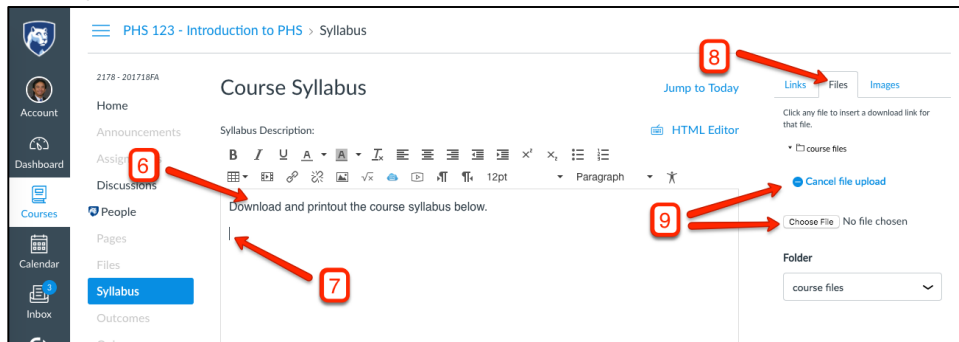 PHS 123 - Introduction to PHS > Syllabus
8
2178 - 201718FA
Course Syllabus
Jump to Today
Links Files Images
Account
Home
Click any file to insert a download link for
that file.
Announcements
Syllabus Description:
HTML Editor
course files
Dashboard
6
B I U A A Ix x² x₂
Discussions
12pt Paragraph
Cancel file upload
Courses
People
Download and printout the course syllabus below.
9
Choose File No file chosen
Pages
Calendar
Files
7
Folder
Syllabus
course files
3
Inbox
Outcomes